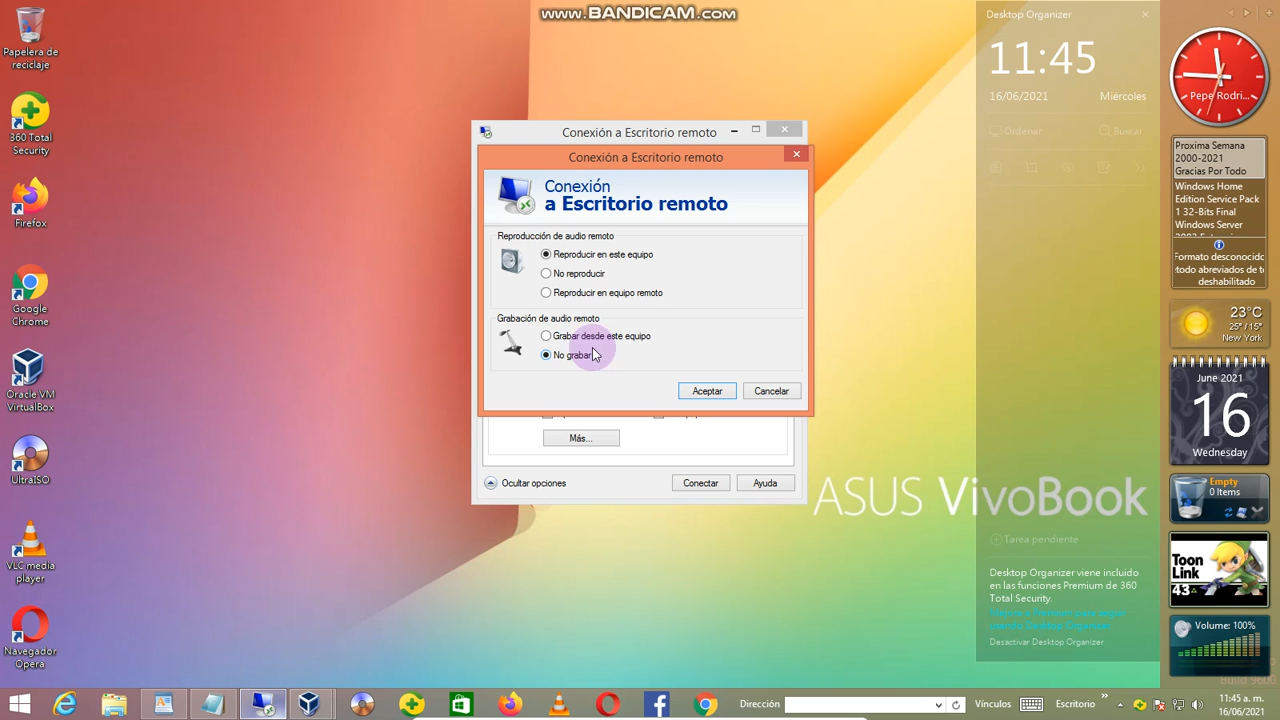 www.BANDICAM.com
Papelera de
reciclaje
360 Total
Security
Firefox
Google
Chrome
Oracle VM
VirtualBox
UltraISO
VLC media
player
Navegador
Opera
Conexión a Escritorio remoto
Conexión a Escritorio remoto
Conexión
a Escritorio remoto
Reproducción de audio remoto
Reproducir en este equipo
No reproducir
Reproducir en equipo remoto
Grabación de audio remoto
Grabar desde este equipo
No grabar
Aceptar
Cancelar
Más...
Ocultar opciones
Conectar
Ayuda
ASUS VivoBook
Desktop Organizer
11:45
16/06/2021
Miércoles
Ordenar
Buscar
Tarea pendiente
Desktop Organizer viene incluido
en las funciones Premium de 360
Total Security.
usando Desktop Organizer
Desactivar Desktop Organizer
Pepe Rodri...
Proxima Semana
2000-2021
Gracias Por Todo
Windows Home
Edition Service Pack
1 32-Bits Final
Windows Server
Formato desconocido
deshabilitado
23°C
25° / 15°
New York
June 2021
16
Wednesday
Empty
0 Items
Toon
Link
43
Volume: 100%
Build 9600
Dirección
Vínculos
Escritorio
11:45 a. m.
16/06/2021